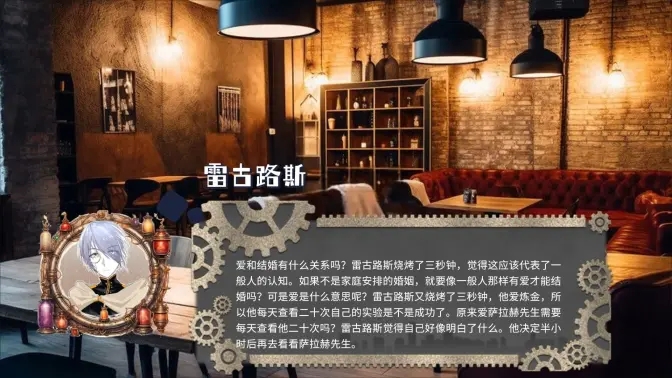 雷古路斯
爱和结婚有什么关系吗？雷古路斯烧烤了三秒钟，觉得这应该代表了一
般人的认知。如果不是家庭安排的婚姻，就要像一般人那样有爱才能结
婚吗？可是爱是什么意思呢？雷古路斯又烧烤了三秒钟，他爱炼金，所
以他每天查看二十次自己的实验是不是成功了。原来爱萨拉赫先生需要
每天查看他二十次吗？雷古路斯觉得自己好像明白了什么。他决定半小
时后再去看看萨拉赫先生。